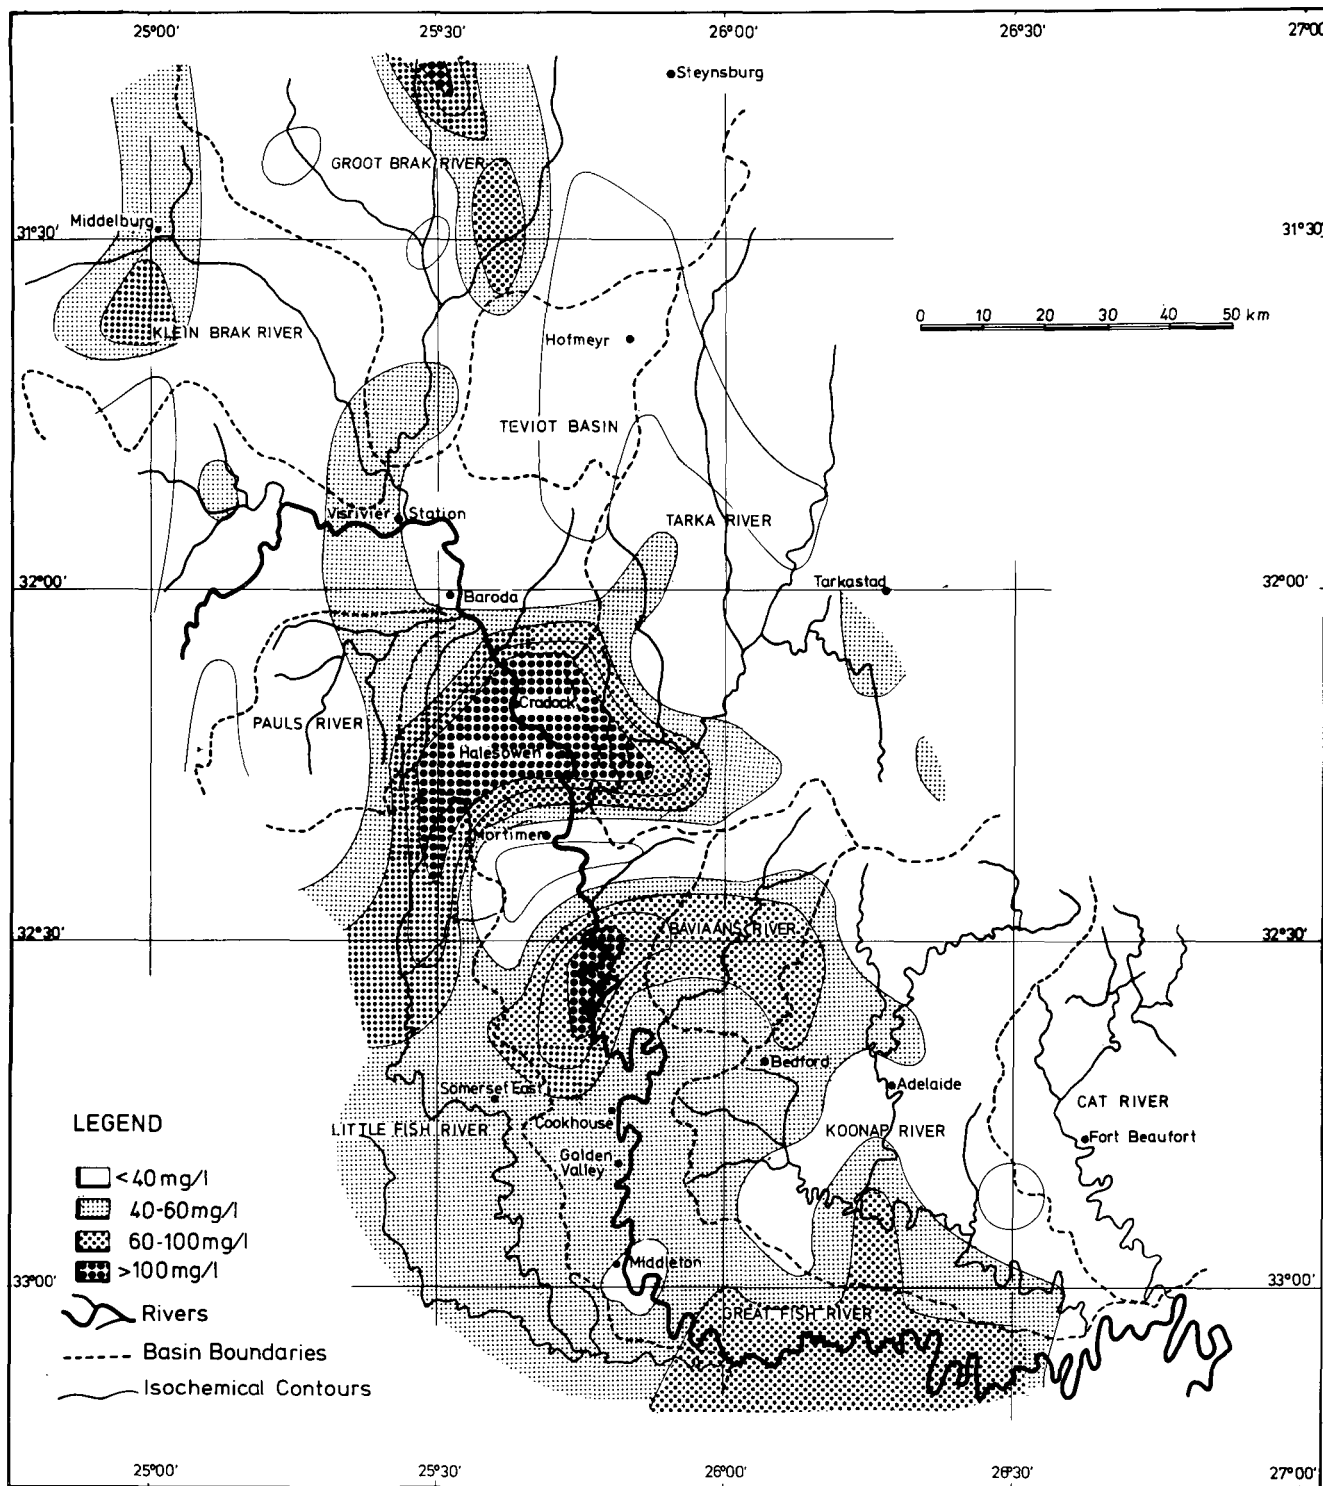 25°00' 25°30' 26°00' 26°30' 27°00'
Steynsburg
GROOT BRAK RIVER
Middelburg
31°30' 31°30'
KLEIN BRAK RIVER
0 10 20 30 40 50 km
Hofmeyr
TEVIOT BASIN
Visrivier Station
TARKA RIVER
32°00' Tarkastad 32°00'
Baroda
Cradock
PAULS RIVER
Halesowen
Mortimer
BAVIAANS RIVER
32°30' 32°30'
Bedford
Adelaide
Somerset East
CAT RIVER
Cookhouse
LITTLE FISH RIVER
KOONAP RIVER
Fort Beaufort
Golden
Valley
Middleton
33°00' 33°00'
GREAT FISH RIVER
LEGEND
<40 mg/l
40-60 mg/l
60-100 mg/l
>100 mg/l
Rivers
Basin Boundaries
Isochemical Contours
25°00' 25°30' 26°00' 26°30' 27°00'